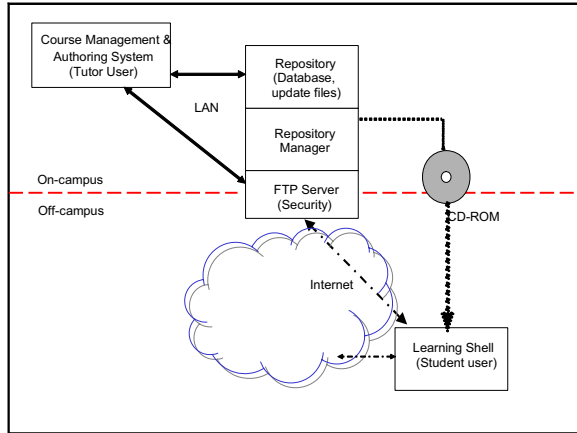 Course Management &
Authoring System
(Tutor User)
Repository
(Database,
update files)
LAN
Repository
Manager
On-campus
FTP Server
(Security)
Off-campus
CD-ROM
Internet
Learning Shell
(Student user)